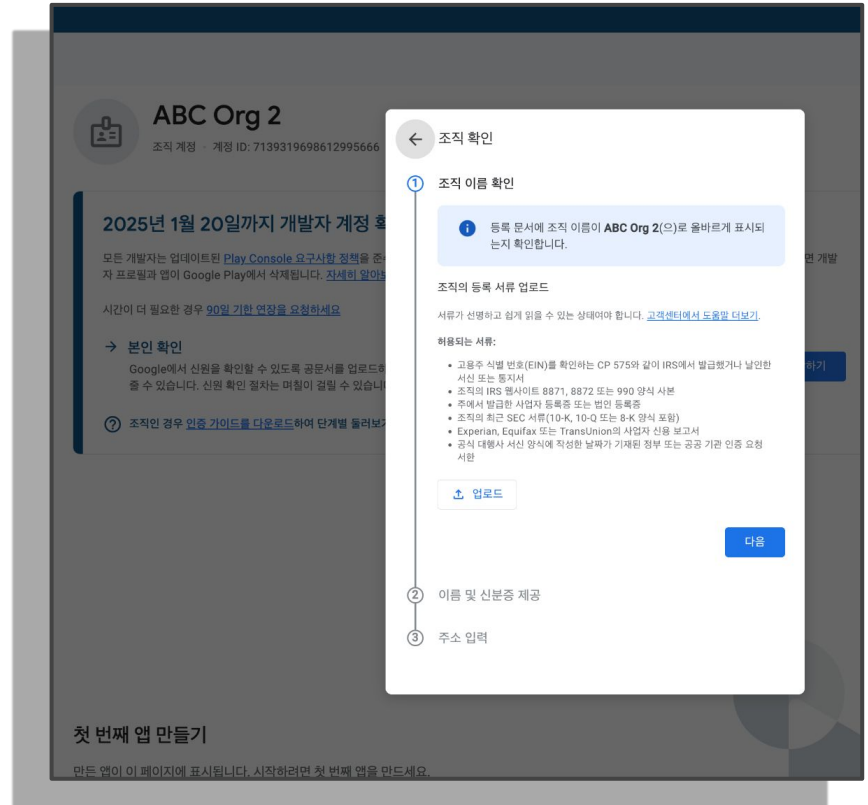 ABC Org 2
조직 계정 · 계정 ID: 7139319698612995666
2025년 1월 20일까지 개발자 계정
모든 개발자는 업데이트된 Play Console 요구사항 정책을
면 개발
자 프로필과 앱이 Google Play에서 삭제됩니다. 자세히
시간이 더 필요한 경우 90일 기한 연장을 요청하세요
→ 본인 확인
Google에서 신원을 확인할 수 있도록 공문서를
줄 수 있습니다. 신원 확인 절차는 며칠이 걸릴 수
하기
조직인 경우 인증 가이드를 다운로드하여 단계별
첫 번째 앱 만들기
만든 앱이 이 페이지에 표시됩니다. 시작하려면 첫 번째 앱을 만드세요.
← 조직 확인
1 조직 이름 확인
등록 문서에 조직 이름이 ABC Org 2(으)로 올바르게 표시되
는지 확인합니다.
조직의 등록 서류 업로드
서류가 선명하고 쉽게 읽을 수 있는 상태여야 합니다. 고객센터에서 도움말 더보기.
허용되는 서류:
• 고용주 식별 번호(EIN)를 확인하는 CP 575와 같이 IRS에서 발급했거나 날인한
서신 또는 통지서
• 조직의 IRS 웹사이트 8871, 8872 또는 990 양식 사본
• 주에서 발급한 사업자 등록증 또는 법인 등록증
• 조직의 최근 SEC 서류(10-K, 10-Q 또는 8-K 양식 포함)
• Experian, Equifax 또는 TransUnion의 사업자 신용 보고서
• 공식 대행사 서신 양식에 작성한 날짜가 기재된 정부 또는 공공 기관 인증 요청
서한
업로드
다음
2 이름 및 신분증 제공
3 주소 입력